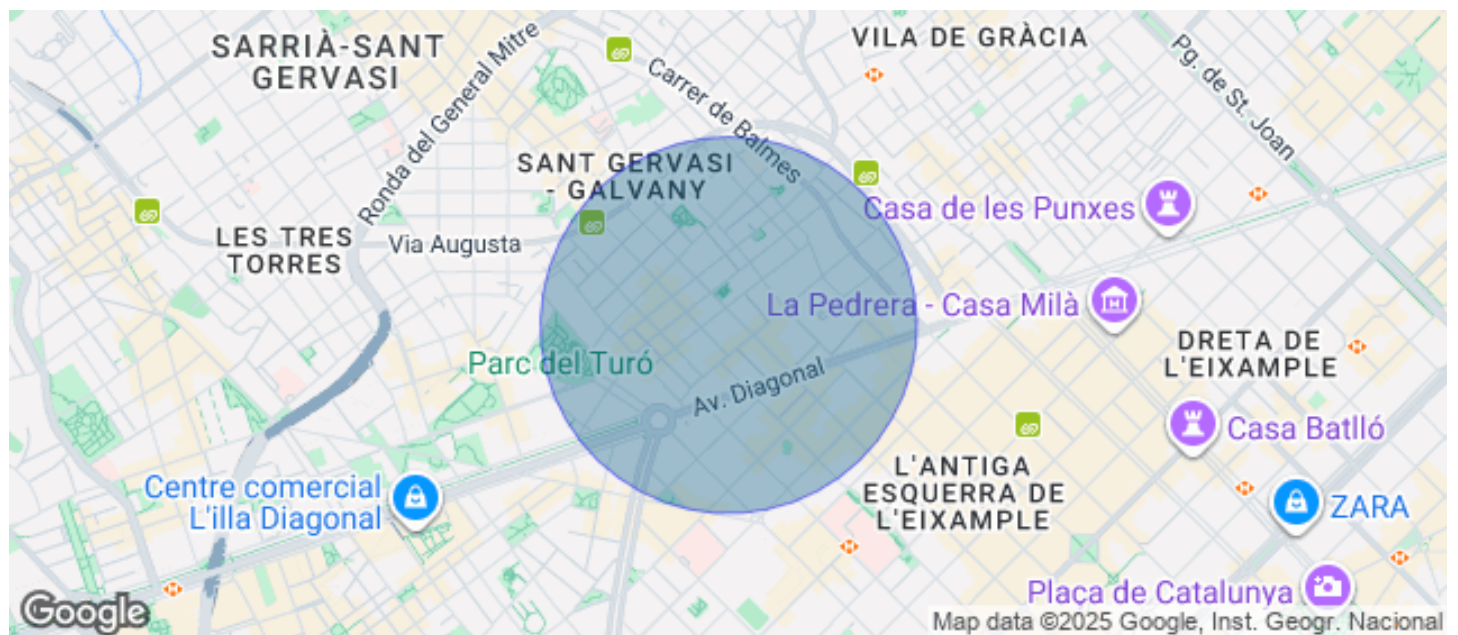 SARRIÀ-SANT
GERVASI
Ronda del General Mitre
Carrer de Balmes
VILA DE GRÀCIA
Pg. de St. Joan
SANT GERVASI
- GALVANY
Casa de les Punxes
LES TRES
TORRES
Via Augusta
La Pedrera - Casa Milà
Parc del Turó
Av. Diagonal
DRETA DE
L'EIXAMPLE
Casa Batlló
Centre comercial
L'illa Diagonal
L'ANTIGA
ESQUERRA DE
L'EIXAMPLE
ZARA
Plaça de Catalunya
Google
Map data ©2025 Google, Inst. Geogr. Nacional